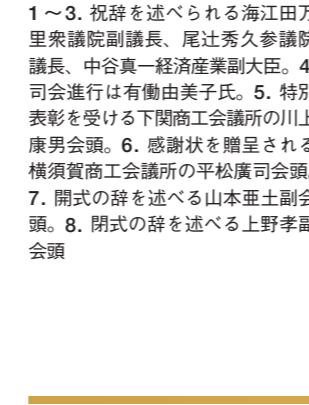 1～3. 祝辞を述べられる海江田万
里衆議院副議長、尾辻秀久参議院
議長、中谷真一経済産業副大臣。4
司会進行は有働由美子氏。5. 特別
表彰を受ける下関商工会議所の川上
康男会頭。6. 感謝状を贈呈される
横須賀商工会議所の平松廣司会頭。
7. 開式の辞を述べる山本亜土副会
頭。8. 閉式の辞を述べる上野孝副
会頭